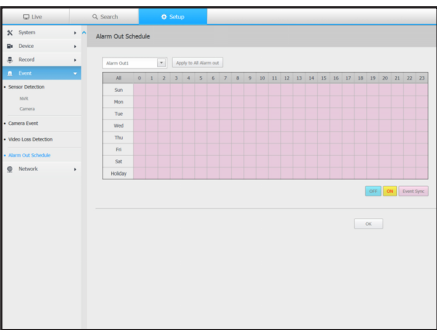 Live
Search
Setup
System
Device
Record
Event
Sensor Detection
NVR
Camera
Camera Event
Video Loss Detection
Alarm Out Schedule
Network
Alarm Out Schedule
Alarm Out1
Apply to All Alarm out
All 0 1 2 3 4 5 6 7 8 9 10 11 12 13 14 15 16 17 18 19 20 21 22 23
Sun
Mon
Tue
Wed
Thu
Fri
Sat
Holiday
OFF ON Event Sync
OK